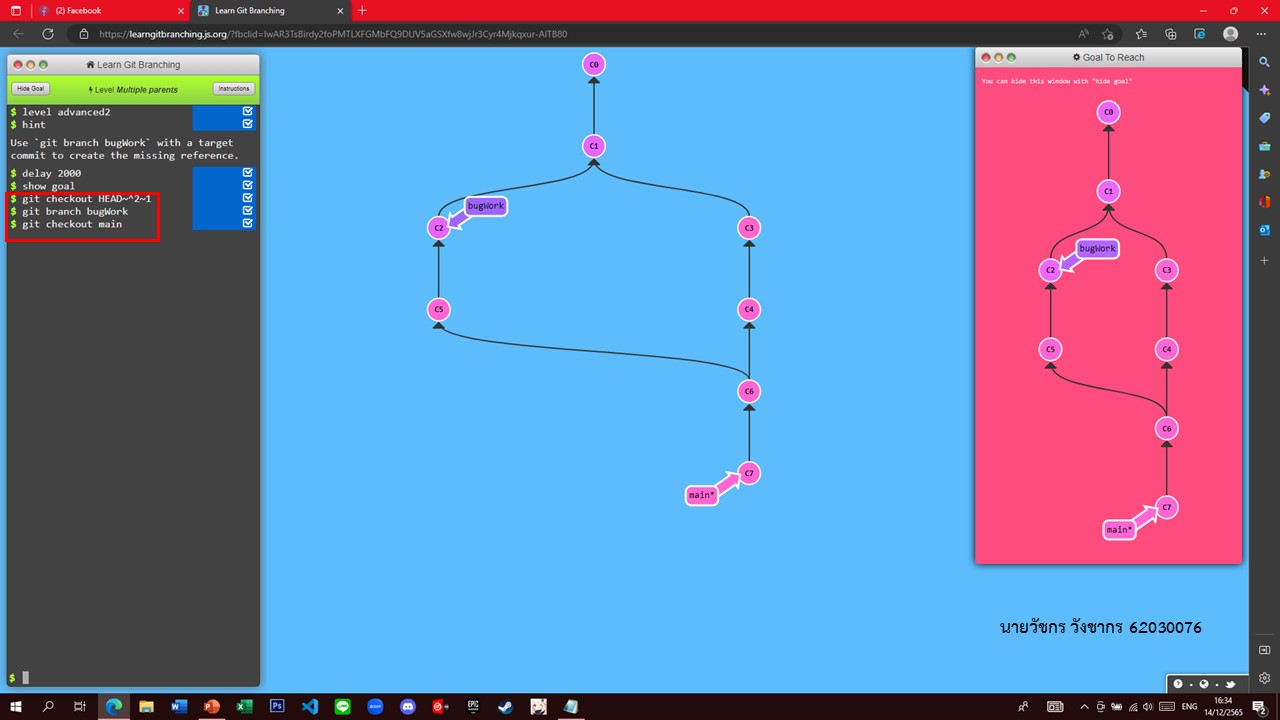 (2) Facebook
Learn Git Branching
https://learngitbranching.js.org/?fbclid=IwAR3Ts8irdy2foPMTLXFGMbFQ9DUV5aGSXfw8wjJr3Cyr4Mjkqxur-AITB80
Learn Git Branching
Hide Goal
Level Multiple parents
Instructions
$ level advanced2
$ hint
Use `git branch bugWork` with a target
commit to create the missing reference.
$ delay 2000
$ show goal
$ git checkout HEAD~^2~1
$ git branch bugWork
$ git checkout main
$
C0
C1
bugWork
C2
C3
C5
C4
C6
C7
main*
Goal To Reach
You can hide this window with "hide goal"
C0
C1
bugWork
C2
C3
C5
C4
C6
C7
main*
นายวัชกร วังชากร 62030076
16:34
14/12/2565